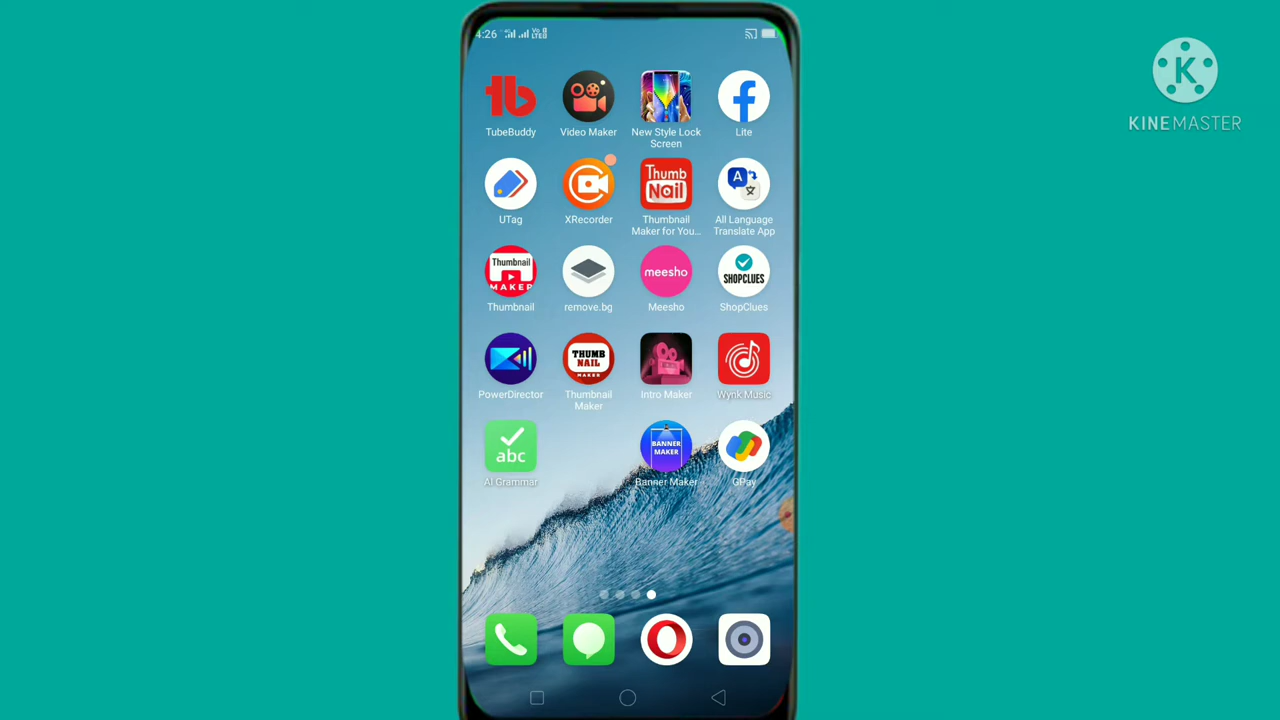 4:26
KINEMASTER
TubeBuddy
Video Maker
New Style Lock
Screen
Lite
Thumb
Nail
A
UTag
XRecorder
Thumbnail
Maker for You...
All Language
Translate App
Thumbnail
MAKER
meesho
SHOPCLUES
Thumbnail
remove.bg
Meesho
ShopClues
THUMB
NAIL
MAKER
PowerDirector
Thumbnail
Maker
Intro Maker
Wynk Music
abc
BANNER
MAKER
AI Grammar
Banner Maker
GPay